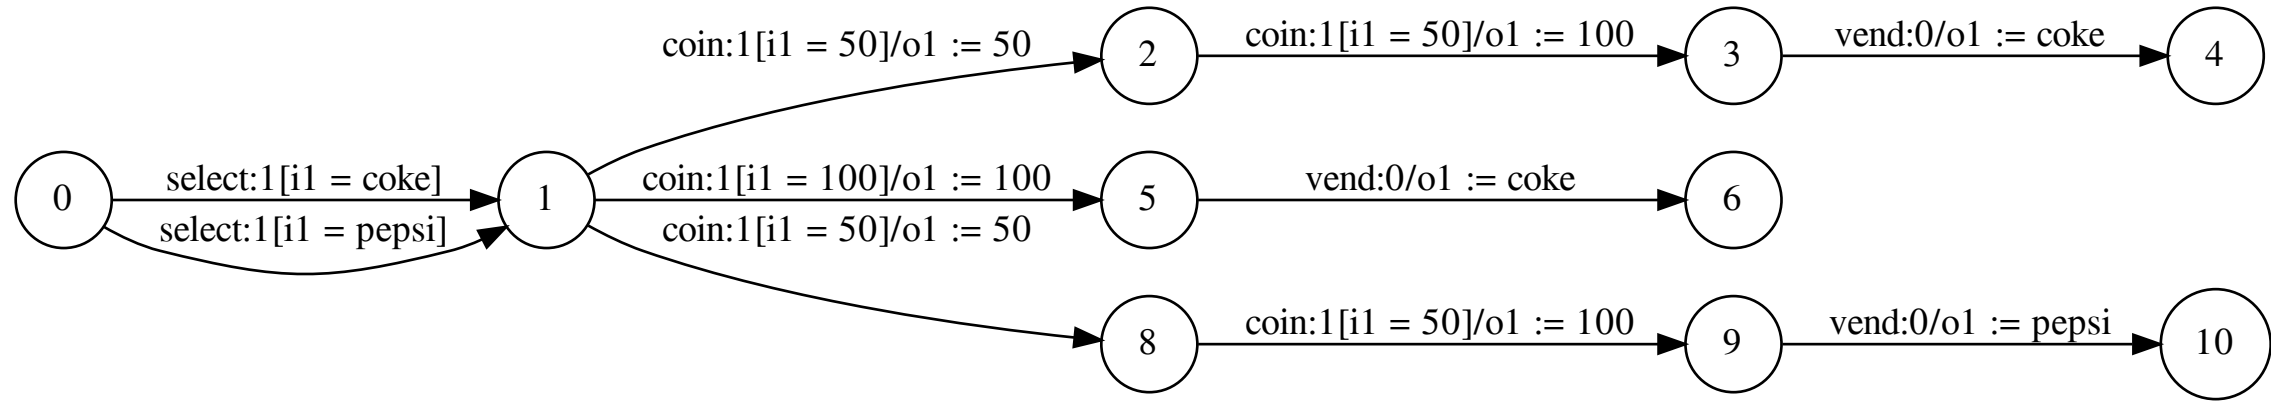 coin:1[i1 = 50]/o1 := 50
2
coin:1[i1 = 50]/o1 := 100
3
vend:0/o1 := coke
4
0
select:1[i1 = coke]
select:1[i1 = pepsi]
1
coin:1[i1 = 100]/o1 := 100
5
vend:0/o1 := coke
6
coin:1[i1 = 50]/o1 := 50
8
coin:1[i1 = 50]/o1 := 100
9
vend:0/o1 := pepsi
10